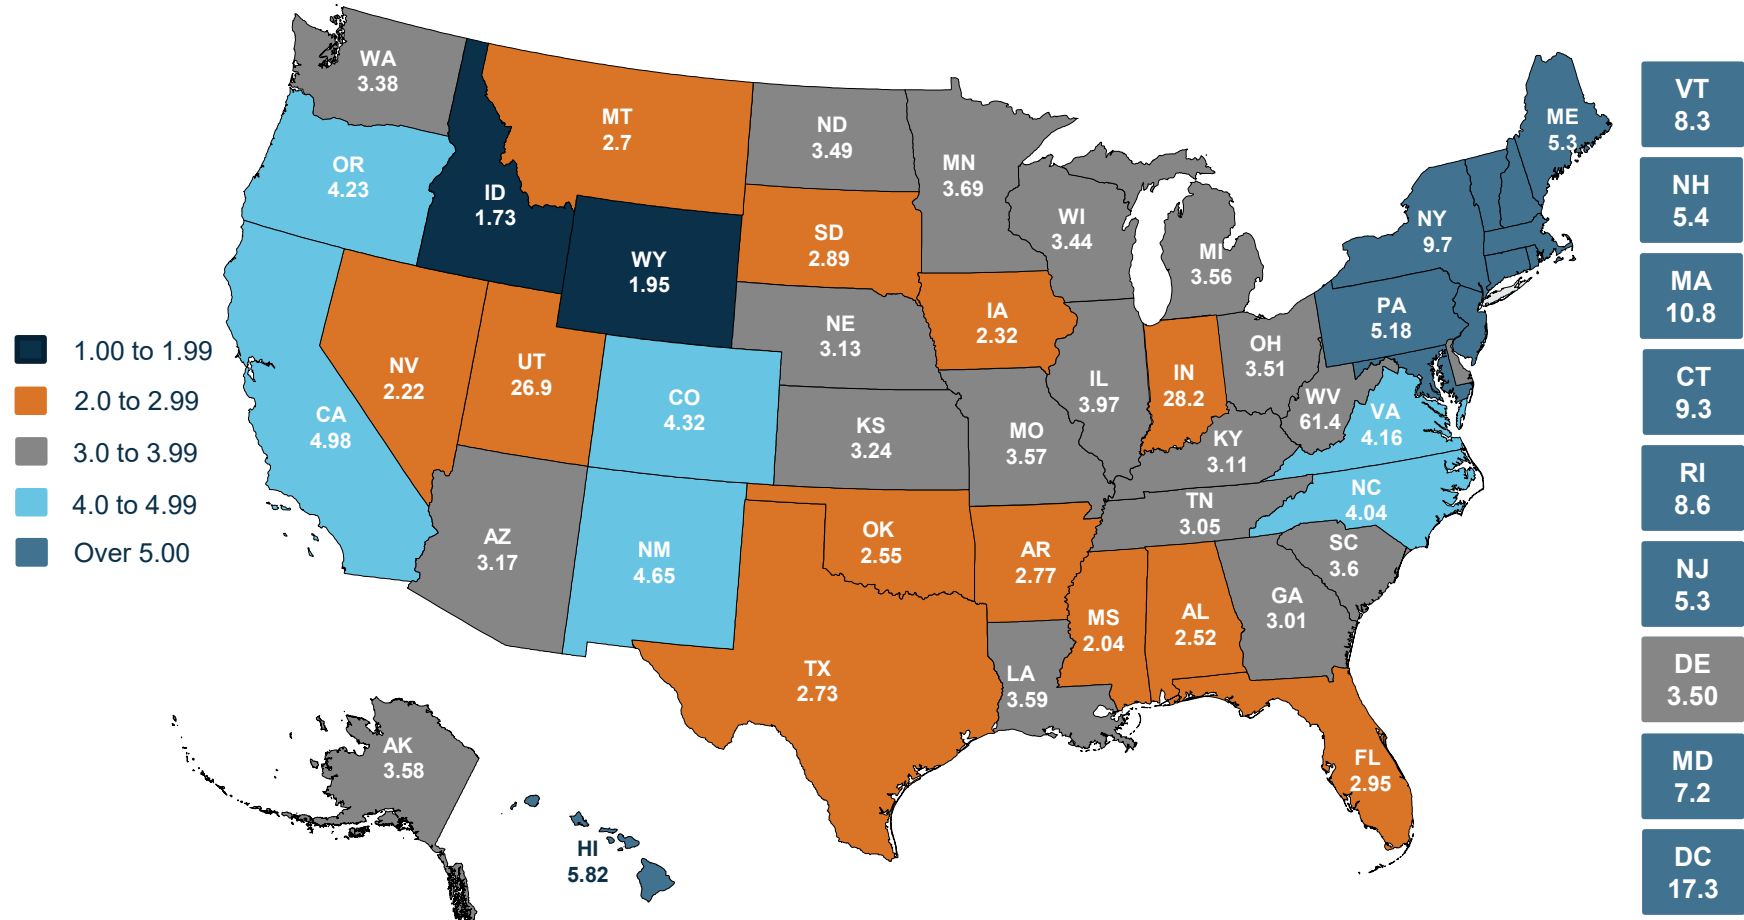 WA
3.38
OR
4.23
CA
4.98
ID
1.73
NV
2.22
MT
2.7
WY
1.95
UT
26.9
CO
4.32
AZ
3.17
NM
4.65
ND
3.49
SD
2.89
NE
3.13
KS
3.24
OK
2.55
TX
2.73
MN
3.69
IA
2.32
MO
3.57
AR
2.77
LA
3.59
WI
3.44
IL
3.97
MI
3.56
IN
28.2
OH
3.51
KY
3.11
TN
3.05
MS
2.04
AL
2.52
GA
3.01
FL
2.95
SC
3.6
NC
4.04
VA
4.16
WV
61.4
PA
5.18
NY
9.7
ME
5.3
AK
3.58
HI
5.82
1.00 to 1.99
2.0 to 2.99
3.0 to 3.99
4.0 to 4.99
Over 5.00
VT
8.3
NH
5.4
MA
10.8
CT
9.3
RI
8.6
NJ
5.3
DE
3.50
MD
7.2
DC
17.3